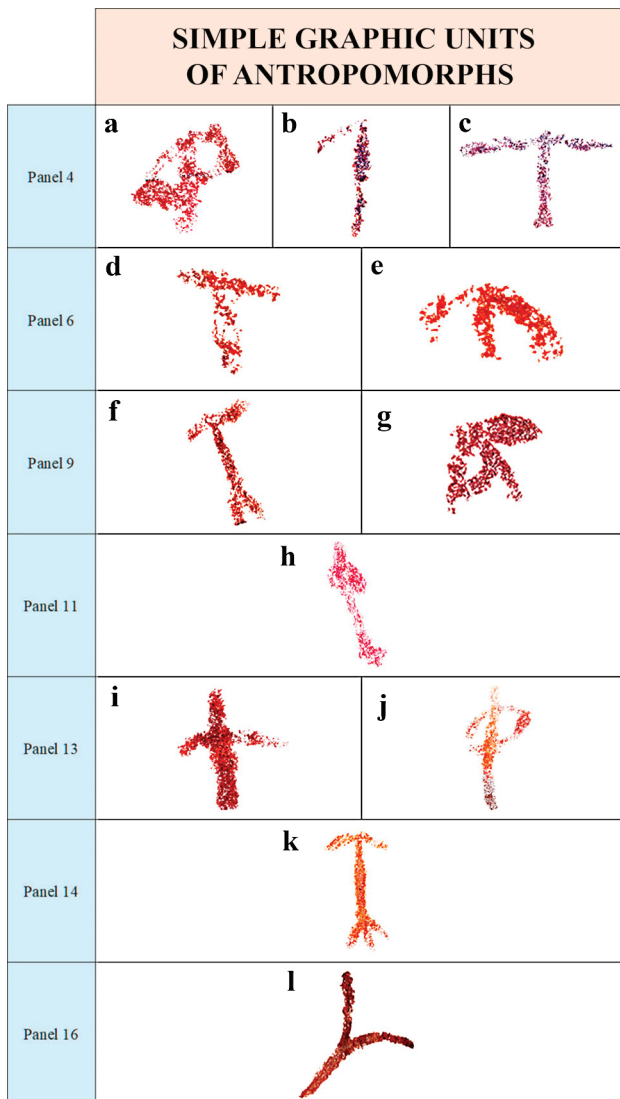 SIMPLE GRAPHIC UNITS
OF ANTROPOMORPHS
Panel 4
a
b
c
Panel 6
d
e
Panel 9
f
g
Panel 11
h
Panel 13
i
j
Panel 14
k
Panel 16
l